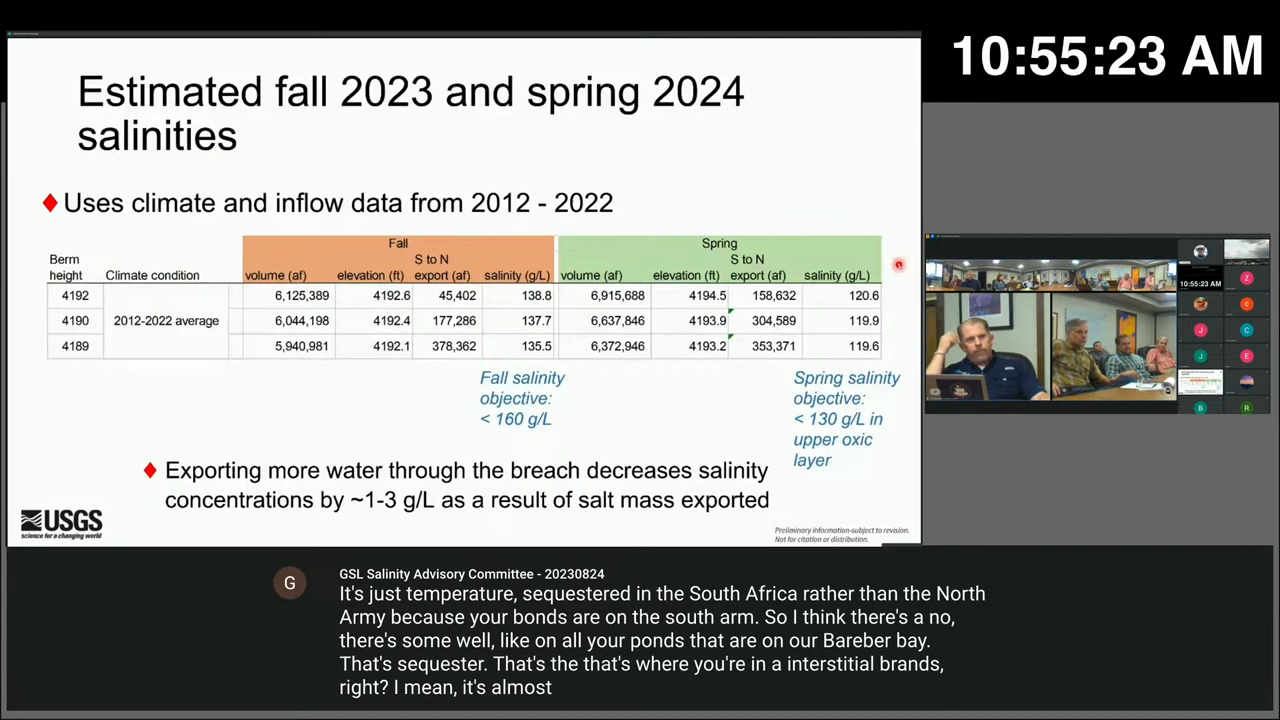 10:55:23 AM
Estimated fall 2023 and spring 2024
salinities
Uses climate and inflow data from 2012 - 2022
Fall Spring
Berm height Climate condition volume (af) elevation (ft) S to N export (af) salinity (g/L) volume (af) elevation (ft) S to N export (af) salinity (g/L)
4192 6,125,389 4192.6 45,402 138.8 6,915,688 4194.5 158,632 120.6
4190 2012-2022 average 6,044,198 4192.4 177,286 137.7 6,637,846 4193.9 304,589 119.9
4189 5,940,981 4192.1 378,362 135.5 6,372,946 4193.2 353,371 119.6
Fall salinity
objective:
< 160 g/L
Spring salinity
objective:
< 130 g/L in
upper oxic
layer
Exporting more water through the breach decreases salinity
concentrations by ~1-3 g/L as a result of salt mass exported
USGS
science for a changing world
Preliminary information-subject to revision.
Not for citation or distribution.
10:55:23 AM
Z
C
J
C
J
E
B
R
G
GSL Salinity Advisory Committee - 20230824
It's just temperature, sequestered in the South Africa rather than the North
Army because your bonds are on the south arm. So I think there's a no,
there's some well, like on all your ponds that are on our Bareber bay.
That's sequester. That's the that's where you're in a interstitial brands,
right? I mean, it's almost